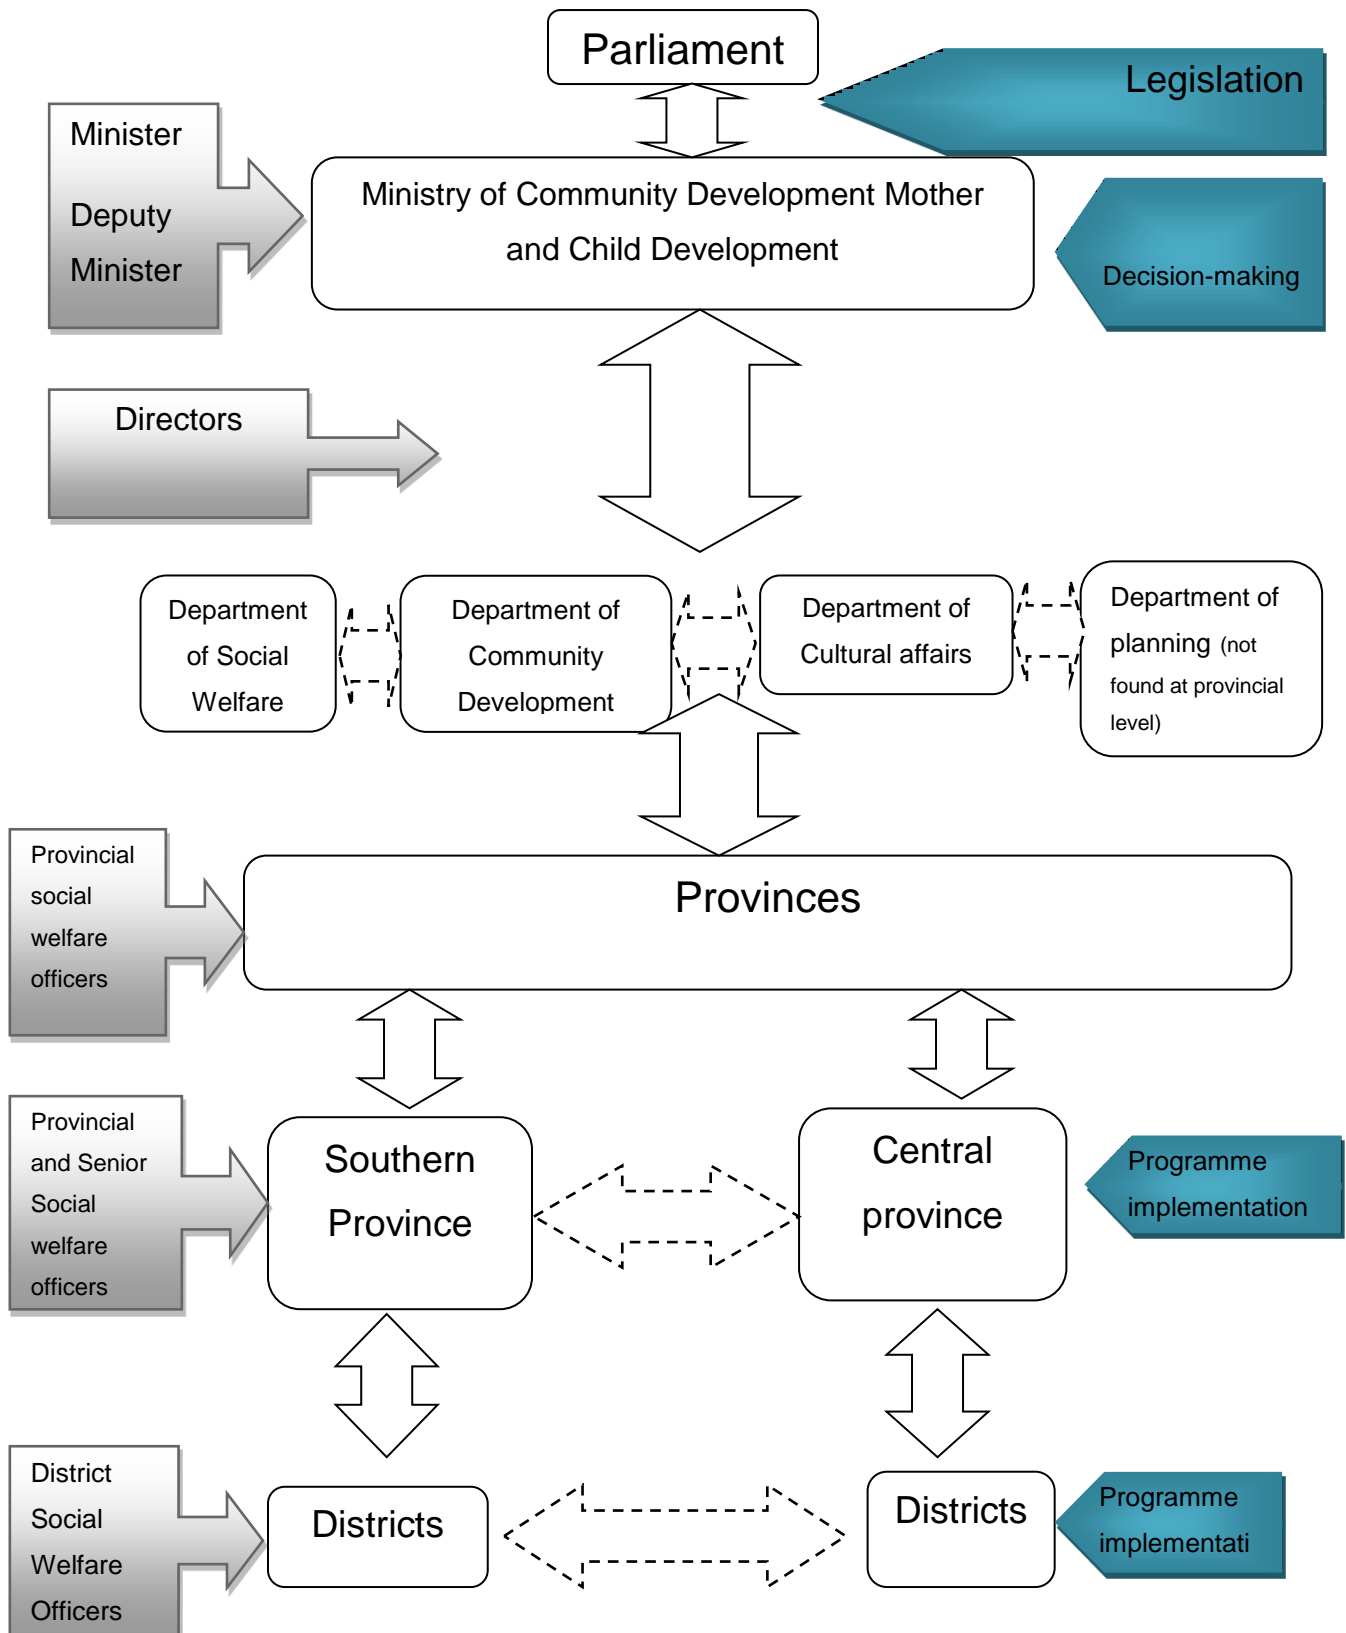 Parliament
Legislation
Minister
Deputy
Minister
Ministry of Community Development Mother
and Child Development
Decision-making
Directors
Department
of Social
Welfare
Department of
Community
Development
Department of
Cultural affairs
Department of
planning (not
found at provincial
level)
Provincial
social
welfare
officers
Provinces
Provincial
and Senior
Social
welfare
officers
Southern
Province
Central
province
Programme
implementation
District
Social
Welfare
Officers
Districts
Districts
Programme
implementati